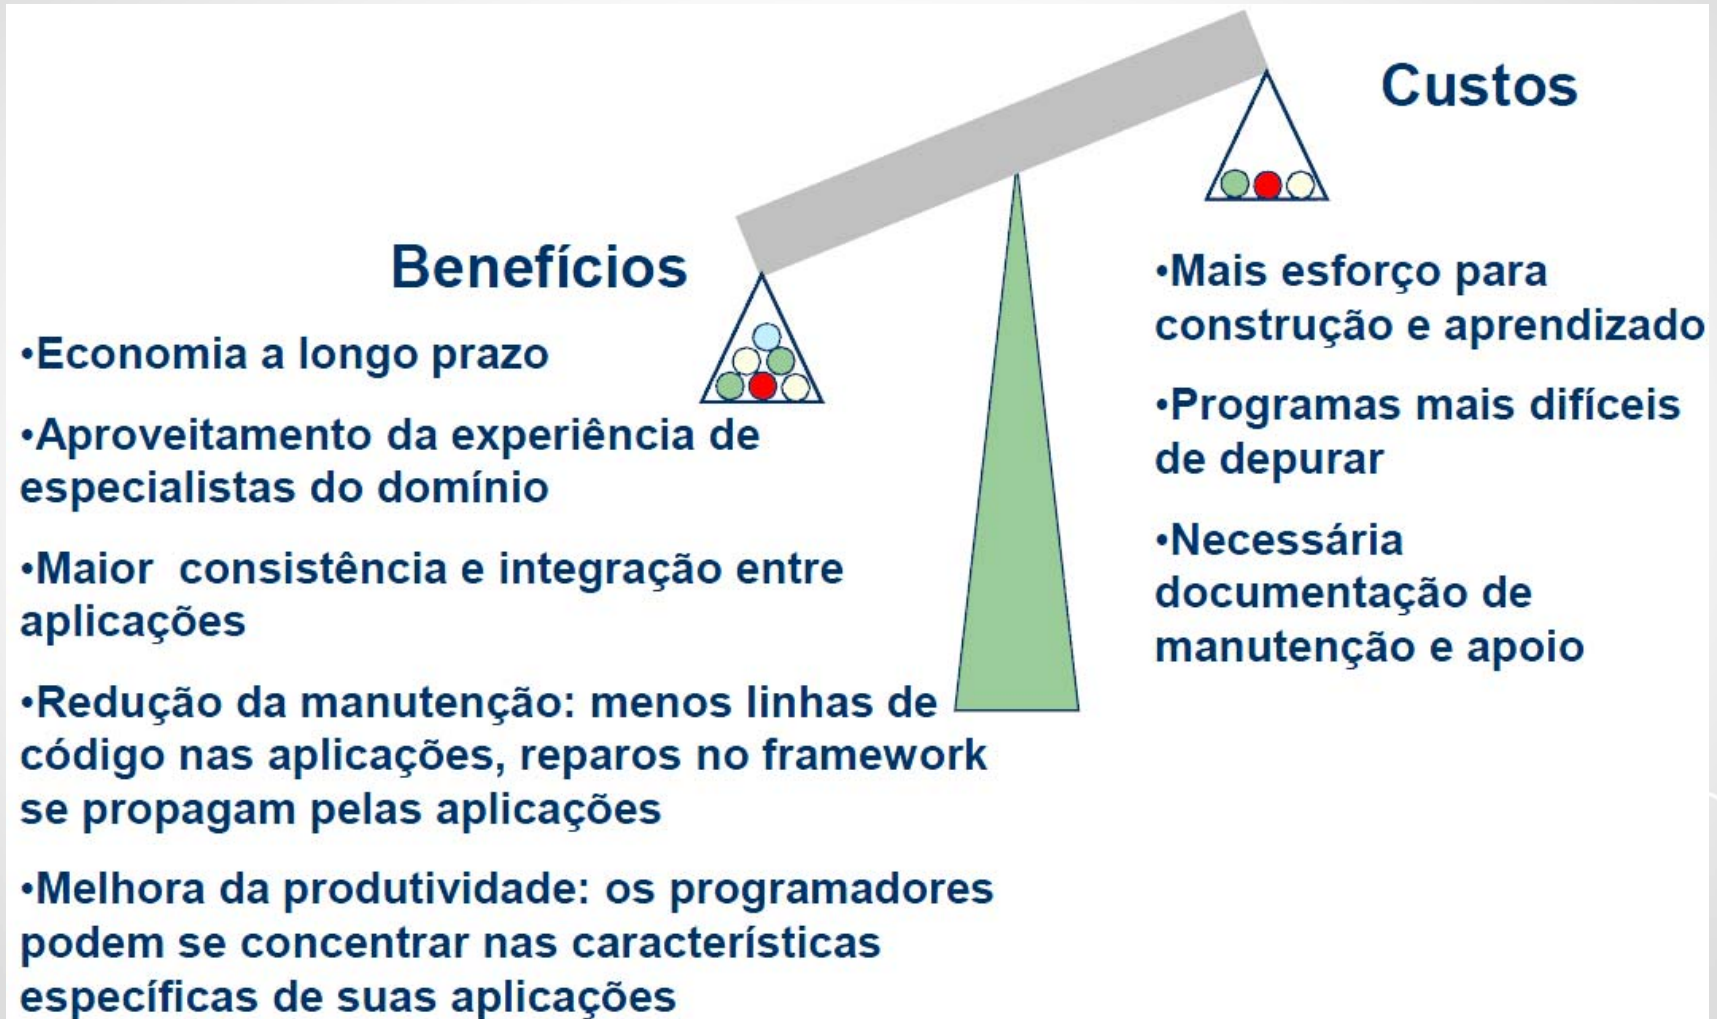 Custos
Benefícios
•Economia a longo prazo
•Aproveitamento da experiência de
especialistas do domínio
•Maior consistência e integração entre
aplicações
•Redução da manutenção: menos linhas de
código nas aplicações, reparos no framework
se propagam pelas aplicações
•Melhora da produtividade: os programadores
podem se concentrar nas características
específicas de suas aplicações
•Mais esforço para
construção e aprendizado
•Programas mais difíceis
de depurar
•Necessária
documentação de
manutenção e apoio